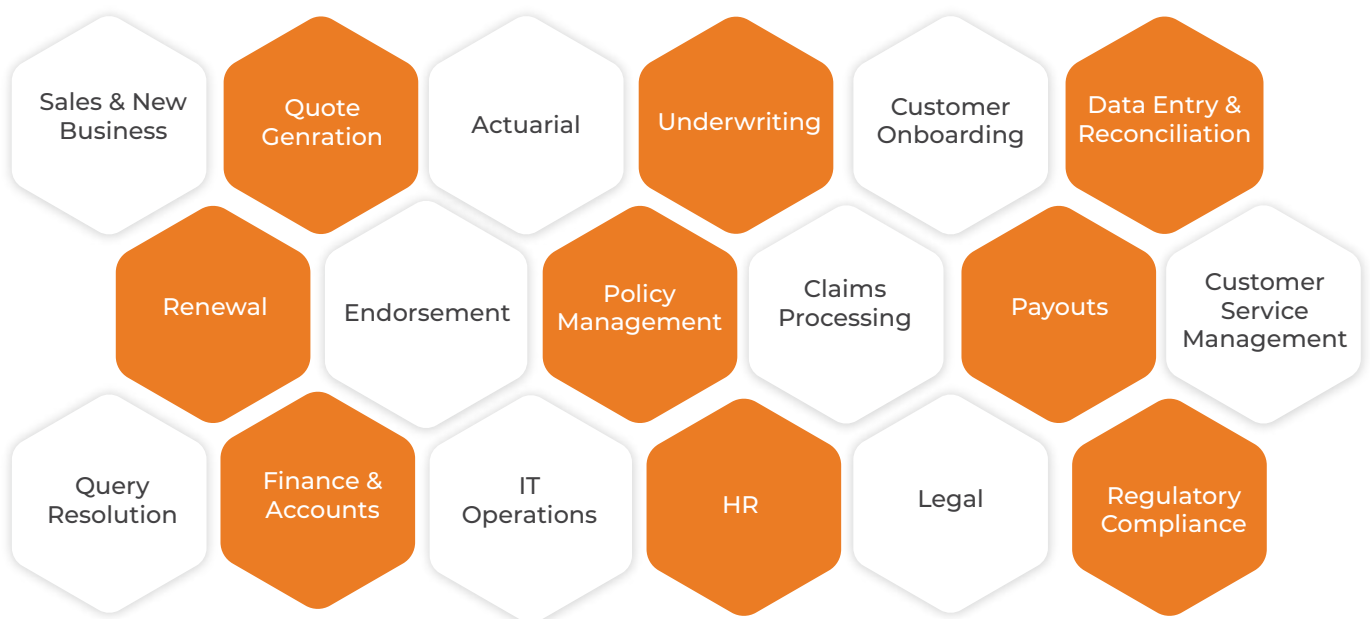 Sales & New
Business
Quote
Genration
Actuarial
Underwriting
Customer
Onboarding
Data Entry &
Reconciliation
Renewal
Endorsement
Policy
Management
Claims
Processing
Payouts
Customer
Service
Management
Query
Resolution
Finance &
Accounts
IT
Operations
HR
Legal
Regulatory
Compliance